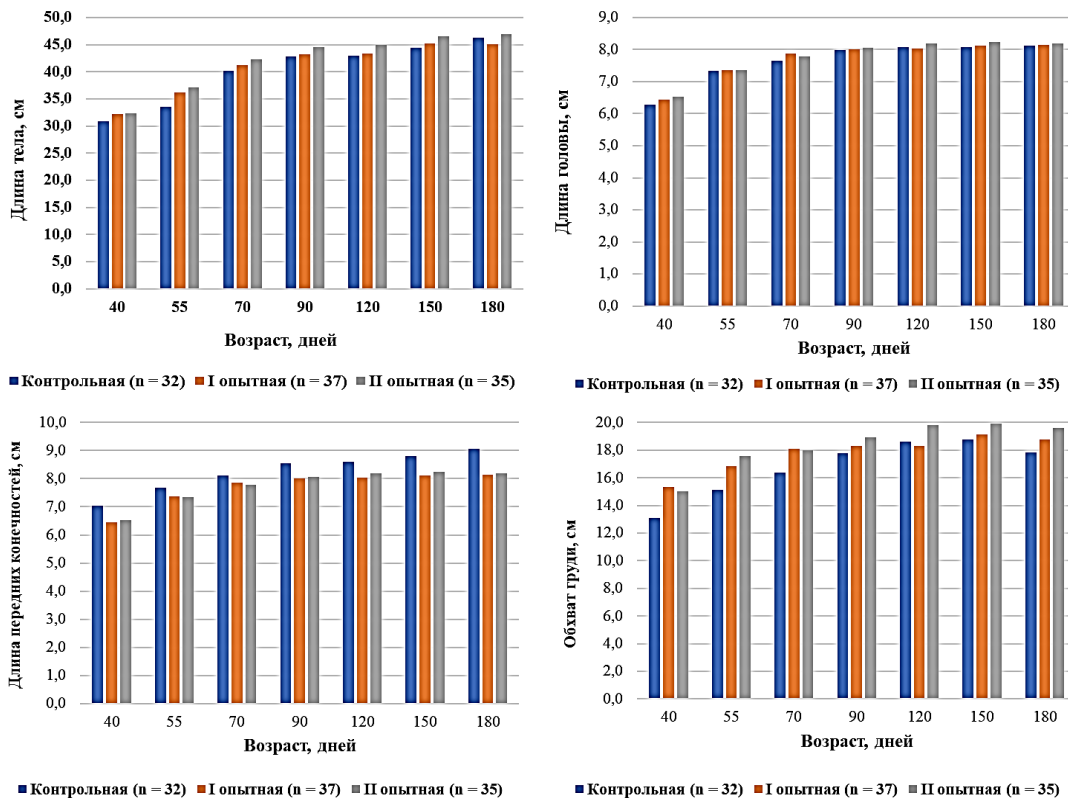 50,0
45,0
40,0
35,0
30,0
25,0
20,0
15,0
10,0
5,0
0,0
Длина тела, см
40 55 70 90 120 150 180
Возраст, дней
Контрольная (n = 32) I опытная (n = 37) II опытная (n = 35)
9,0
8,0
7,0
6,0
5,0
4,0
3,0
2,0
1,0
0,0
Длина головы, см
40 55 70 90 120 150 180
Возраст, дней
Контрольная (n = 32) I опытная (n = 37) II опытная (n = 35)
10,0
9,0
8,0
7,0
6,0
5,0
4,0
3,0
2,0
1,0
0,0
Длина передних конечностей, см
40 55 70 90 120 150 180
Возраст, дней
Контрольная (n = 32) I опытная (n = 37) II опытная (n = 35)
20,0
18,0
16,0
14,0
12,0
10,0
8,0
6,0
4,0
2,0
0,0
Обхват груди, см
40 55 70 90 120 150 180
Возраст, дней
Контрольная (n = 32) I опытная (n = 37) II опытная (n = 35)